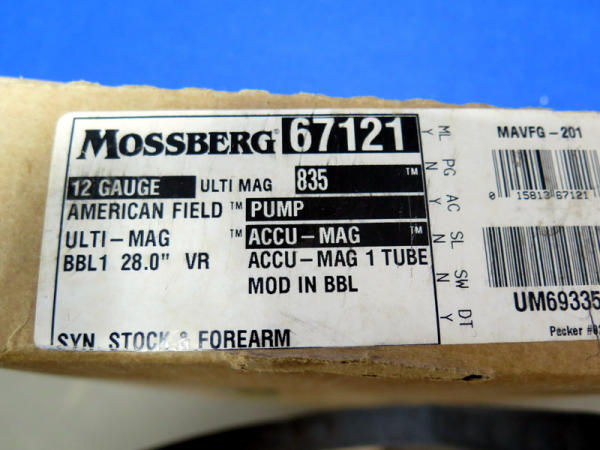 MOSSBERG® 67121
12 GAUGE ULTI MAG 835 ™
AMERICAN FIELD ™ PUMP
ULTI-MAG ™ ACCU-MAG ™
BBL1 28.0" VR ACCU-MAG 1 TUBE
MOD IN BBL
SYN. STOCK & FOREARM
ML PG AC SL SW DT
Y N Y N N Y
MAVFG-201
0 15813 67121
UM69335
Packer #0